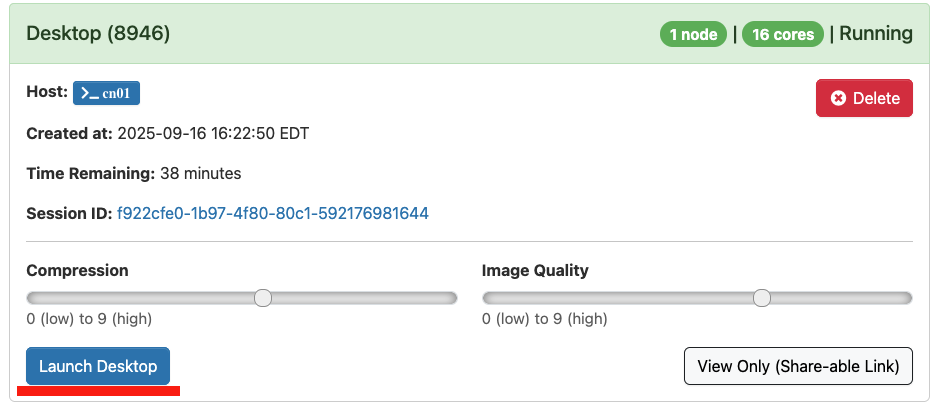 Desktop (8946) 1 node | 16 cores | Running
Host: >_ cn01
Delete
Created at: 2025-09-16 16:22:50 EDT
Time Remaining: 38 minutes
Session ID: f922cfe0-1b97-4f80-80c1-592176981644
Compression Image Quality
0 (low) to 9 (high) 0 (low) to 9 (high)
Launch Desktop View Only (Share-able Link)